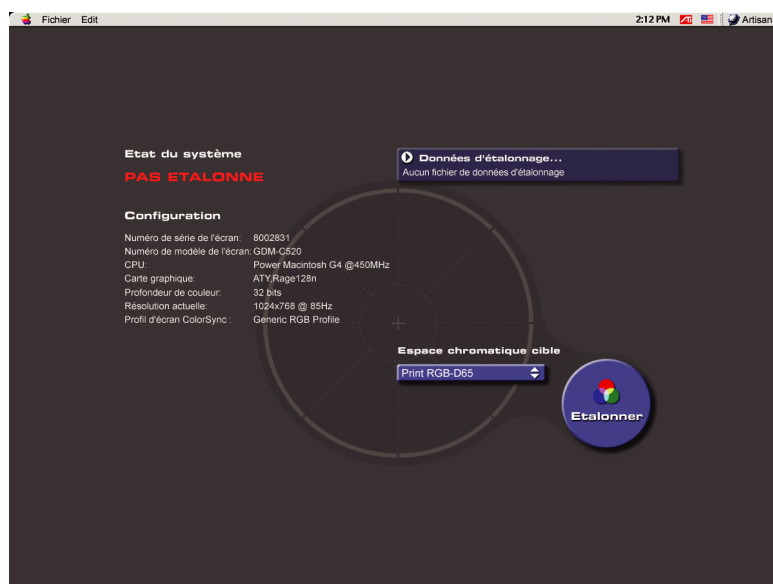 Fichier Edit 2:12 PM ATI Artisan
Etat du système
PAS ETALONNE
Données d'étalonnage...
Aucun fichier de données d'étalonnage
Configuration
Numéro de série de l'écran: 8002831
Numéro de modèle de l'écran: GDM-C520
CPU: Power Macintosh G4 @450MHz
Carte graphique: ATY,Rage128n
Profondeur de couleur: 32 bits
Résolution actuelle: 1024x768 @ 85Hz
Profil d'écran ColorSync : Generic RGB Profile
Espace chromatique cible
Print RGB-D65
Etalonner